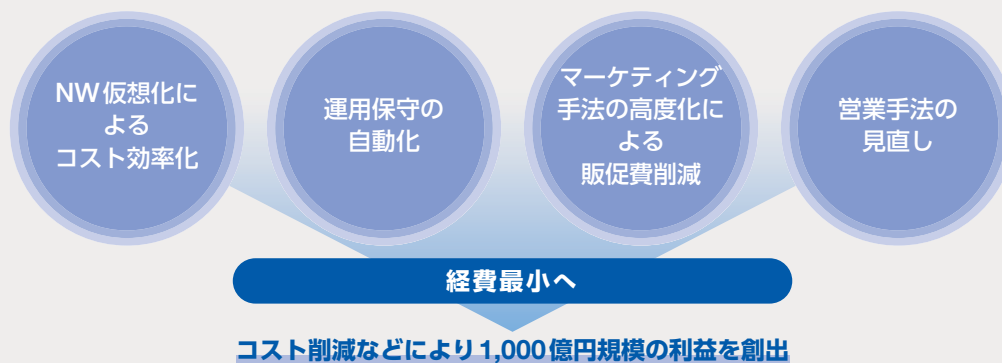 NW仮想化に
よる
コスト効率化
運用保守の
自動化
マーケティング
手法の高度化に
よる
販促費削減
営業手法の
見直し
経費最小へ
コスト削減などにより1,000億円規模の利益を創出